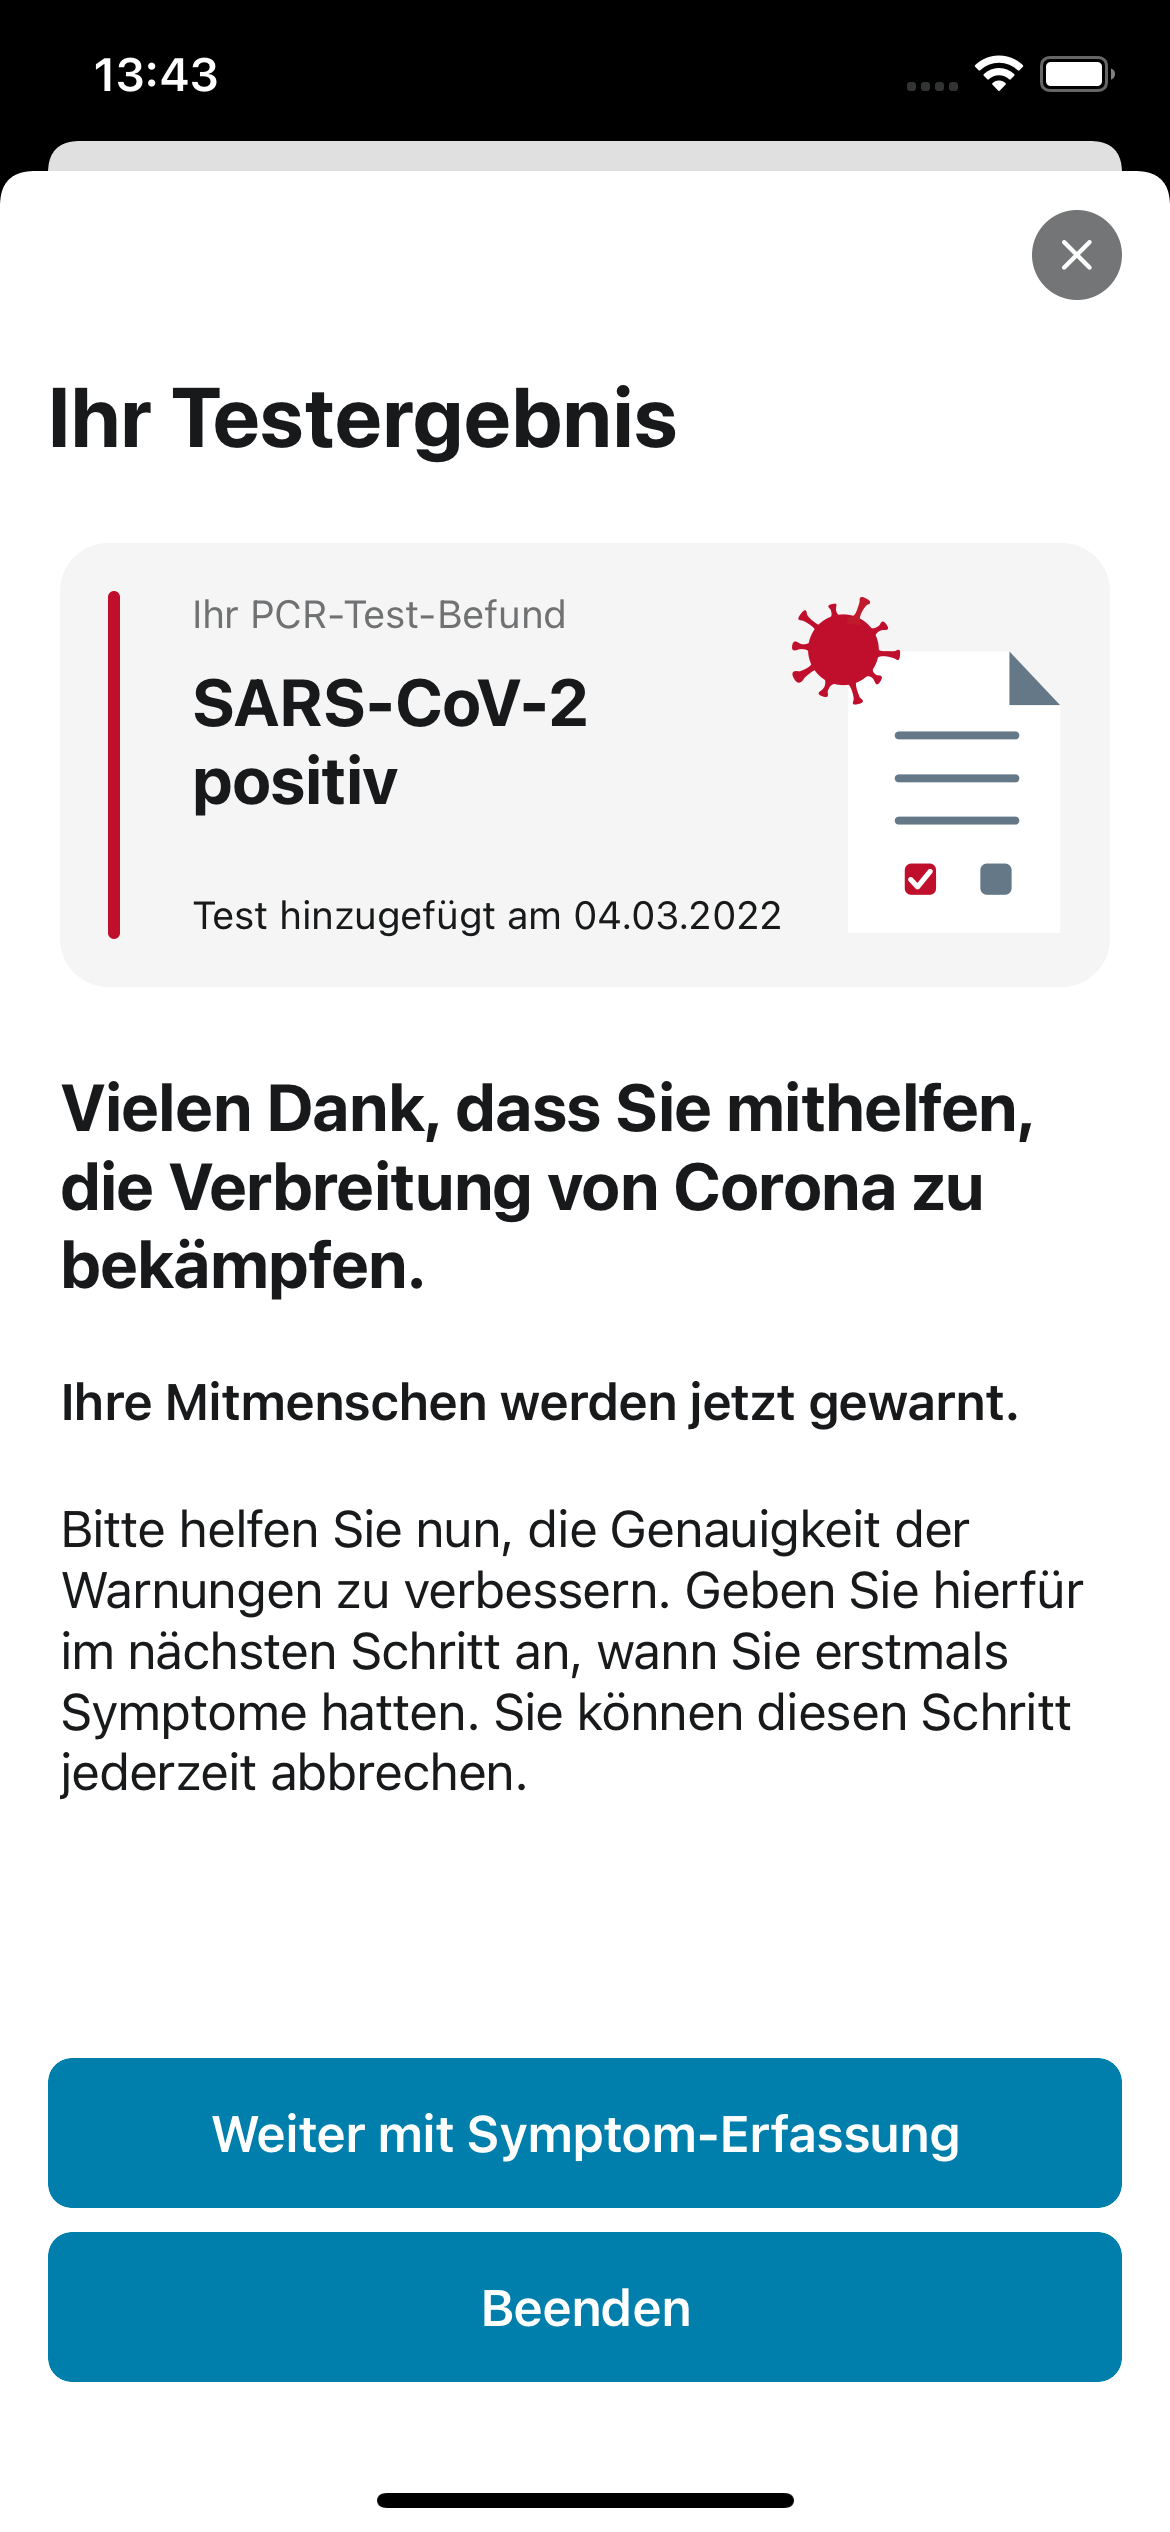 13:43
Ihr Testergebnis
Ihr PCR-Test-Befund
SARS-CoV-2
positiv
Test hinzugefügt am 04.03.2022
Vielen Dank, dass Sie mithelfen,
die Verbreitung von Corona zu
bekämpfen.
Ihre Mitmenschen werden jetzt gewarnt.
Bitte helfen Sie nun, die Genauigkeit der
Warnungen zu verbessern. Geben Sie hierfür
im nächsten Schritt an, wann Sie erstmals
Symptome hatten. Sie können diesen Schritt
jederzeit abbrechen.
Weiter mit Symptom-Erfassung
Beenden